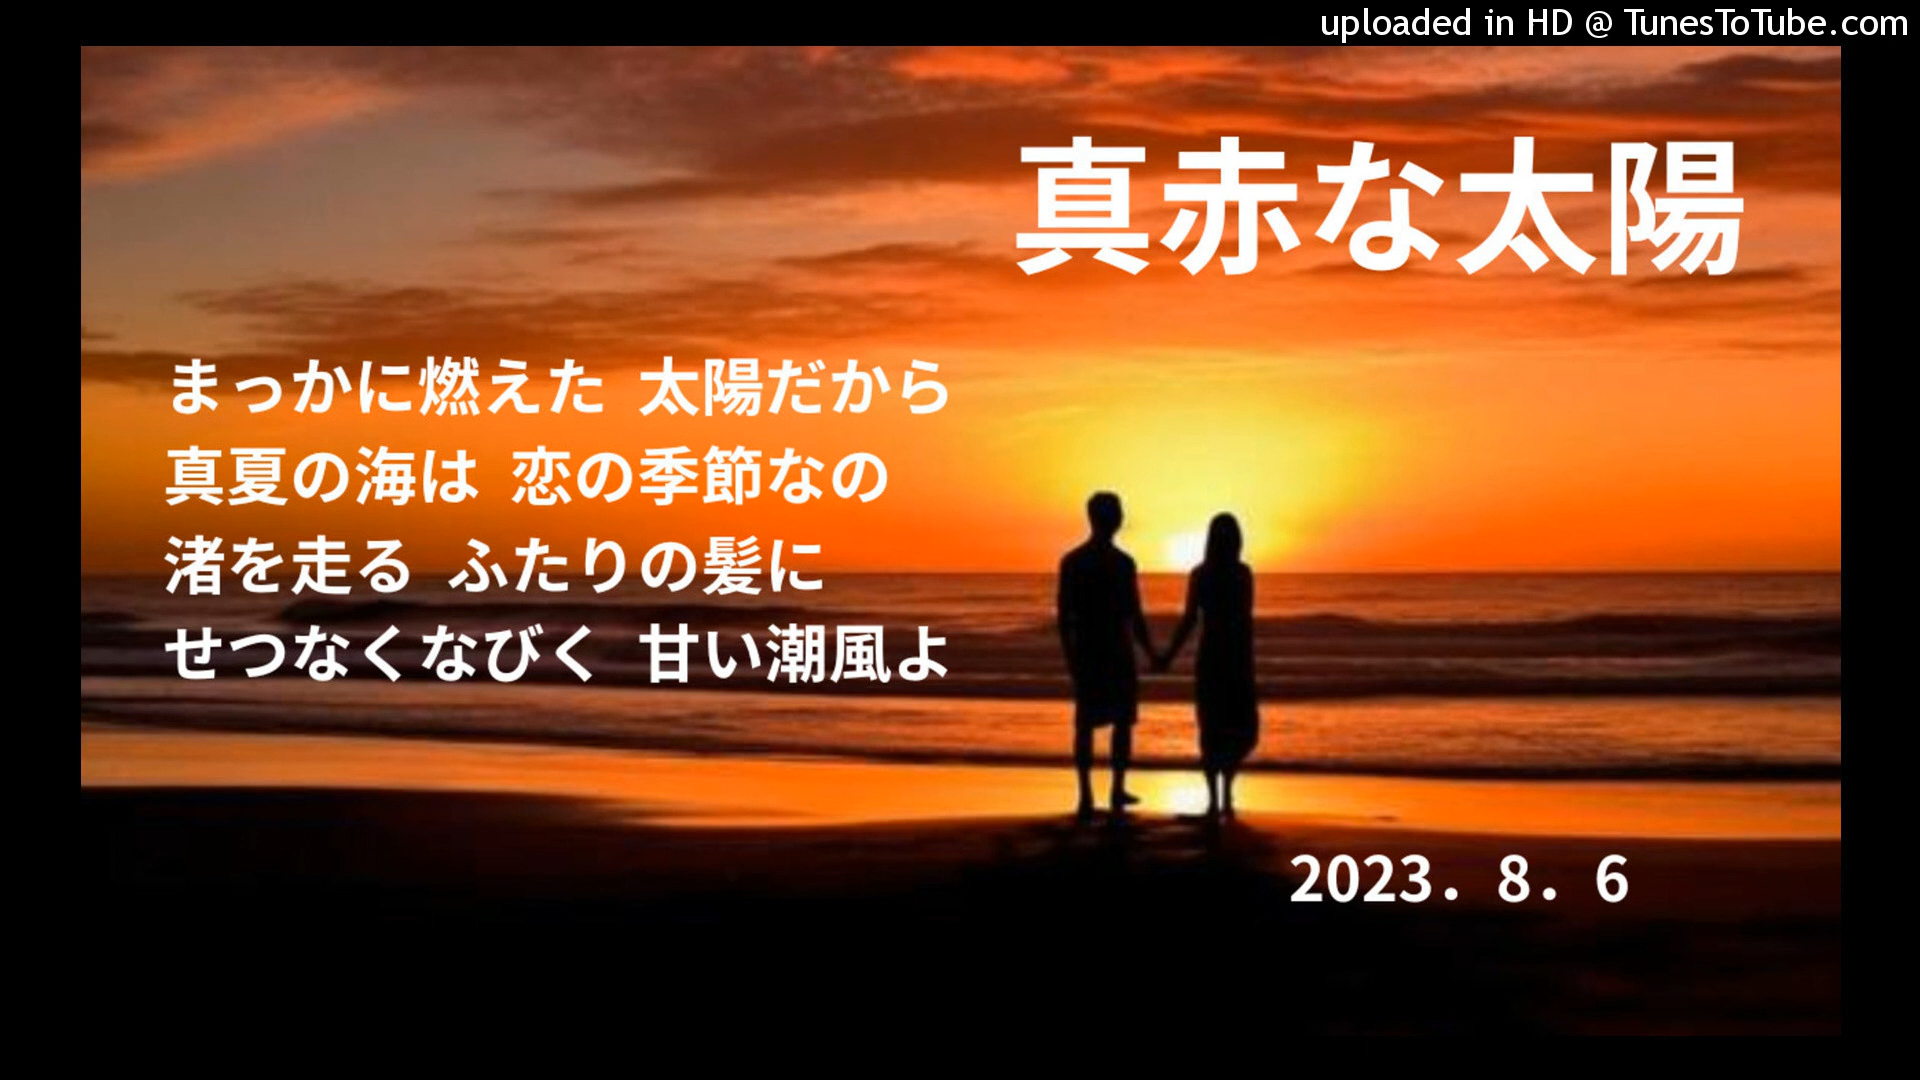 uploaded in HD @ TunesToTube.com
真赤な太陽
まっかに燃えた 太陽だから
真夏の海は 恋の季節なの
渚を走る ふたりの髪に
せつなくなびく 甘い潮風よ
2023. 8. 6